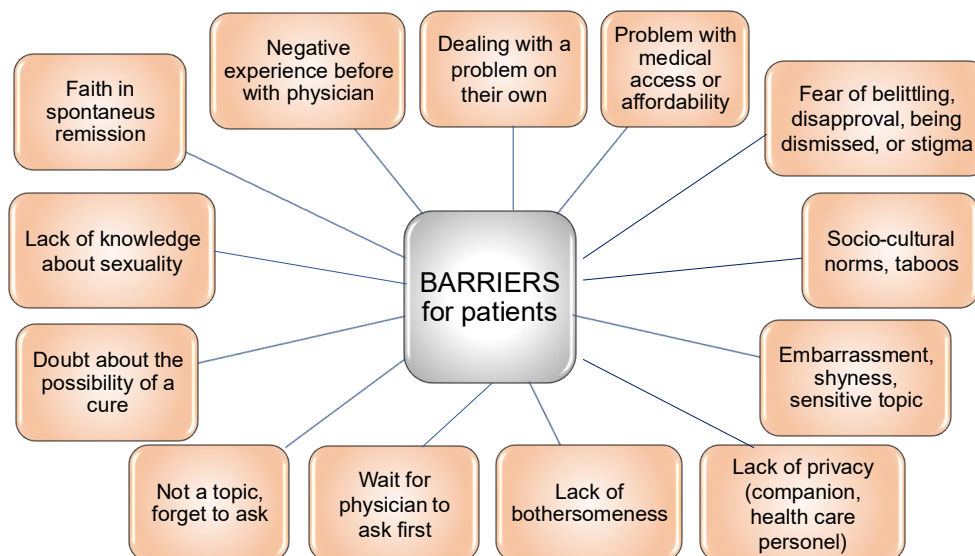 Faith in
spontaneus
remission
Negative
experience before
with physician
Dealing with a
problem on
their own
Problem with
medical
access or
affordability
Fear of belittling,
disapproval, being
dismissed, or stigma
Lack of knowledge
about sexuality
BARRIERS
for patients
Socio-cultural
norms, taboos
Doubt about the
possibility of a
cure
Embarrassment,
shyness,
sensitive topic
Not a topic,
forget to ask
Wait for
physician to
ask first
Lack of
bothersomeness
Lack of privacy
(companion,
health care
personel)